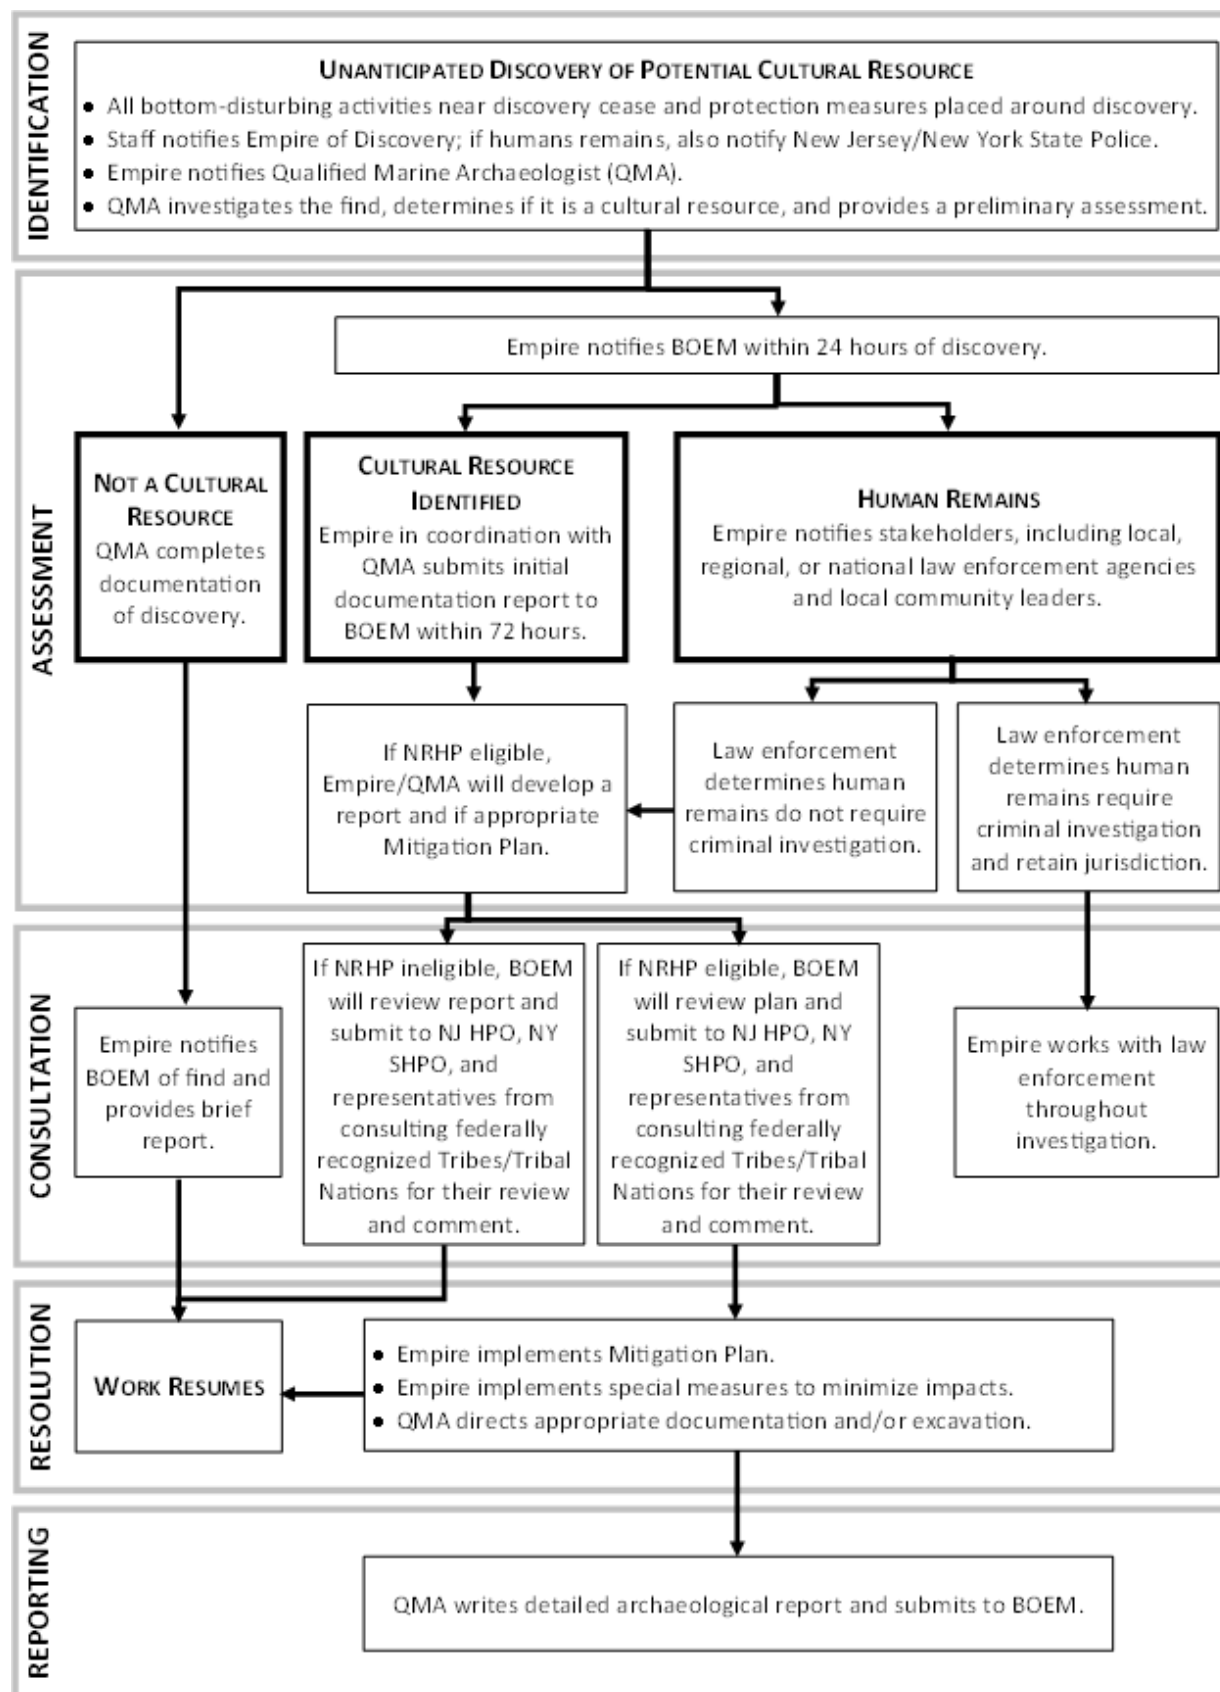 IDENTIFICATION
UNANTICIPATED DISCOVERY OF POTENTIAL CULTURAL RESOURCE
● All bottom-disturbing activities near discovery cease and protection measures placed around discovery.
● Staff notifies Empire of Discovery; if humans remains, also notify New Jersey/New York State Police.
● Empire notifies Qualified Marine Archaeologist (QMA).
● QMA investigates the find, determines if it is a cultural resource, and provides a preliminary assessment.
ASSESSMENT
Empire notifies BOEM within 24 hours of discovery.
NOT A CULTURAL
RESOURCE
QMA completes
documentation
of discovery.
CULTURAL RESOURCE
IDENTIFIED
Empire in coordination with
QMA submits initial
documentation report to
BOEM within 72 hours.
HUMAN REMAINS
Empire notifies stakeholders, including local,
regional, or national law enforcement agencies
and local community leaders.
If NRHP eligible,
Empire/QMA will develop a
report and if appropriate
Mitigation Plan.
Law enforcement
determines human
remains do not require
criminal investigation.
Law enforcement
determines human
remains require
criminal investigation
and retain jurisdiction.
CONSULTATION
Empire notifies
BOEM of find and
provides brief
report.
If NRHP ineligible, BOEM
will review report and
submit to NJ HPO, NY
SHPO, and
representatives from
consulting federally
recognized Tribes/Tribal
Nations for their review
and comment.
If NRHP eligible, BOEM
will review plan and
submit to NJ HPO, NY
SHPO, and
representatives from
consulting federally
recognized Tribes/Tribal
Nations for their review
and comment.
Empire works with law
enforcement
throughout
investigation.
RESOLUTION
WORK RESUMES
● Empire implements Mitigation Plan.
● Empire implements special measures to minimize impacts.
● QMA directs appropriate documentation and/or excavation.
REPORTING
QMA writes detailed archaeological report and submits to BOEM.